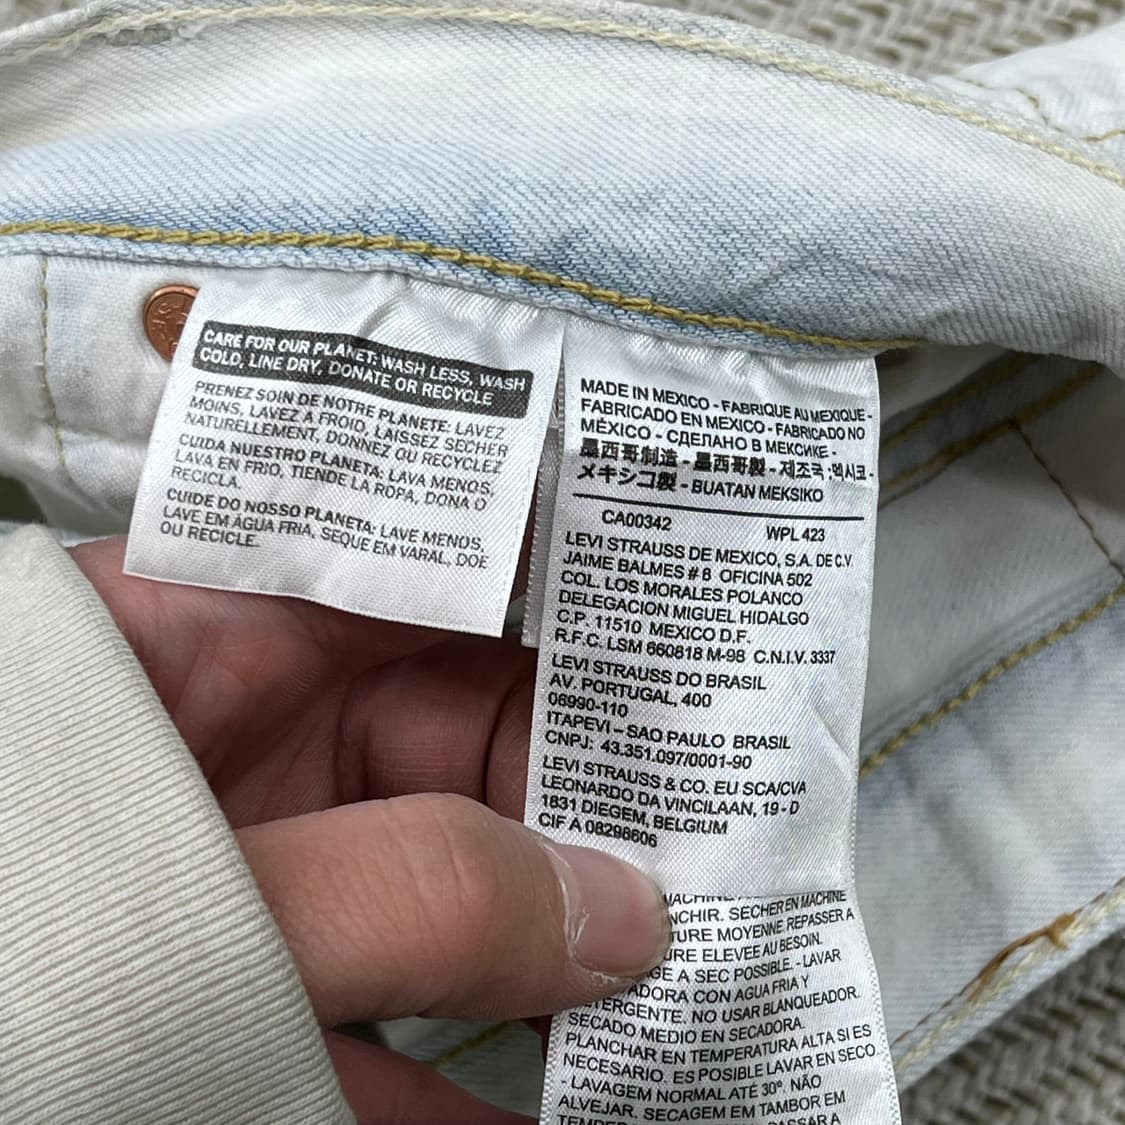 CARE FOR OUR PLANET: WASH LESS, WASH
COLD, LINE DRY, DONATE OR RECYCLE
PRENEZ SOIN DE NOTRE PLANETE: LAVEZ
MOINS, LAVEZ A FROID, LAISSEZ SECHER
NATURELLEMENT, DONNEZ OU RECYCLEZ
CUIDA NUESTRO PLANETA: LAVA MENOS,
LAVA EN FRIO, TIENDE LA ROPA, DONA O
RECICLA.
CUIDE DO NOSSO PLANETA: LAVE MENOS,
LAVE EM ÁGUA FRIA, SEQUE EM VARAL, DOE
OU RECICLE.
MADE IN MEXICO - FABRIQUE AU MEXIQUE -
FABRICADO EN MEXICO - FABRICADO NO
MÉXICO - СДЕЛАНО В МЕКСИКЕ -
墨西哥制造 - 墨西哥製 - 제조국 :멕시코 -
メキシコ製 - BUATAN MEKSIKO
CA00342 WPL 423
LEVI STRAUSS DE MEXICO, S.A. DE C.V.
JAIME BALMES # 8 OFICINA 502
COL. LOS MORALES POLANCO
DELEGACION MIGUEL HIDALGO
C.P. 11510 MEXICO D.F.
R.F.C. LSM 660818 M-98 C.N.I.V. 3337
LEVI STRAUSS DO BRASIL
AV. PORTUGAL, 400
06990-110
ITAPEVI – SAO PAULO BRASIL
CNPJ: 43.351.097/0001-90
LEVI STRAUSS & CO. EU SCA/CVA
LEONARDO DA VINCILAAN, 19 - D
1831 DIEGEM, BELGIUM
CIF A 08298606
NCHIR. SECHER EN MACHINE
TURE MOYENNE. REPASSER A
URE ELEVEE AU BESOIN.
GE A SEC POSSIBLE. - LAVAR
ADORA CON AGUA FRIA Y
TERGENTE. NO USAR BLANQUEADOR.
SECADO MEDIO EN SECADORA.
PLANCHAR EN TEMPERATURA ALTA SI ES
NECESARIO. ES POSIBLE LAVAR EN SECO.
- LAVAGEM NORMAL ATÉ 30º. NÃO
ALVEJAR. SECAGEM EM TAMBOR EM